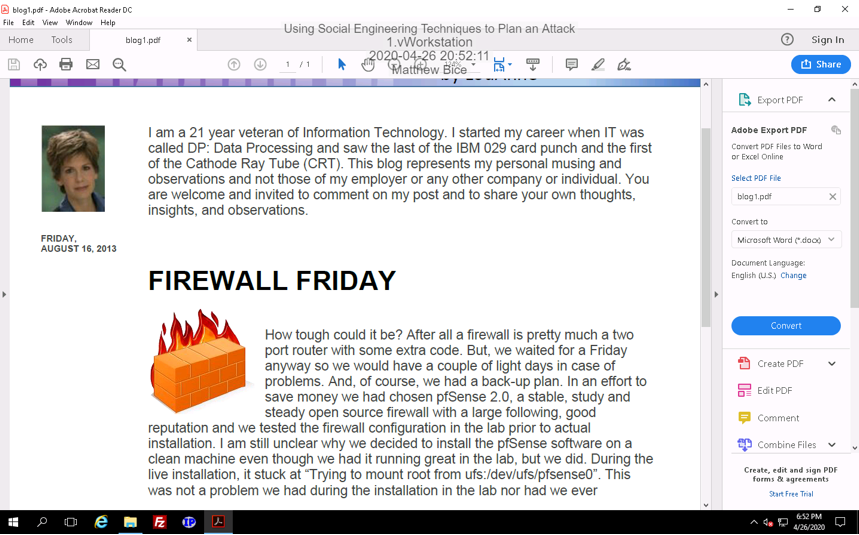 blog1.pdf - Adobe Acrobat Reader DC
File Edit View Window Help
Using Social Engineering Techniques to Plan an Attack
1.vWorkstation
2020-04-26 20:52:11
Matthew Bice
Home Tools blog1.pdf Sign In
1 / 1
Share
I am a 21 year veteran of Information Technology. I started my career when IT was
called DP: Data Processing and saw the last of the IBM 029 card punch and the first
of the Cathode Ray Tube (CRT). This blog represents my personal musing and
observations and not those of my employer or any other company or individual. You
are welcome and invited to comment on my post and to share your own thoughts,
insights, and observations.
FRIDAY,
AUGUST 16, 2013
FIREWALL FRIDAY
How tough could it be? After all a firewall is pretty much a two
port router with some extra code. But, we waited for a Friday
anyway so we would have a couple of light days in case of
problems. And, of course, we had a back-up plan. In an effort to
save money we had chosen pfSense 2.0, a stable, study and
steady open source firewall with a large following, good
reputation and we tested the firewall configuration in the lab prior to actual
installation. I am still unclear why we decided to install the pfSense software on a
clean machine even though we had it running great in the lab, but we did. During the
live installation, it stuck at “Trying to mount root from ufs:/dev/ufs/pfsense0”. This
was not a problem we had during the installation in the lab nor had we ever
Export PDF
Adobe Export PDF
Convert PDF Files to Word
or Excel Online
Select PDF File
blog1.pdf
Convert to
Microsoft Word (*.docx)
Document Language:
English (U.S.) Change
Convert
Create PDF
Edit PDF
Comment
Combine Files
Create, edit and sign PDF
forms & agreements
Start Free Trial
6:52 PM
4/26/2020